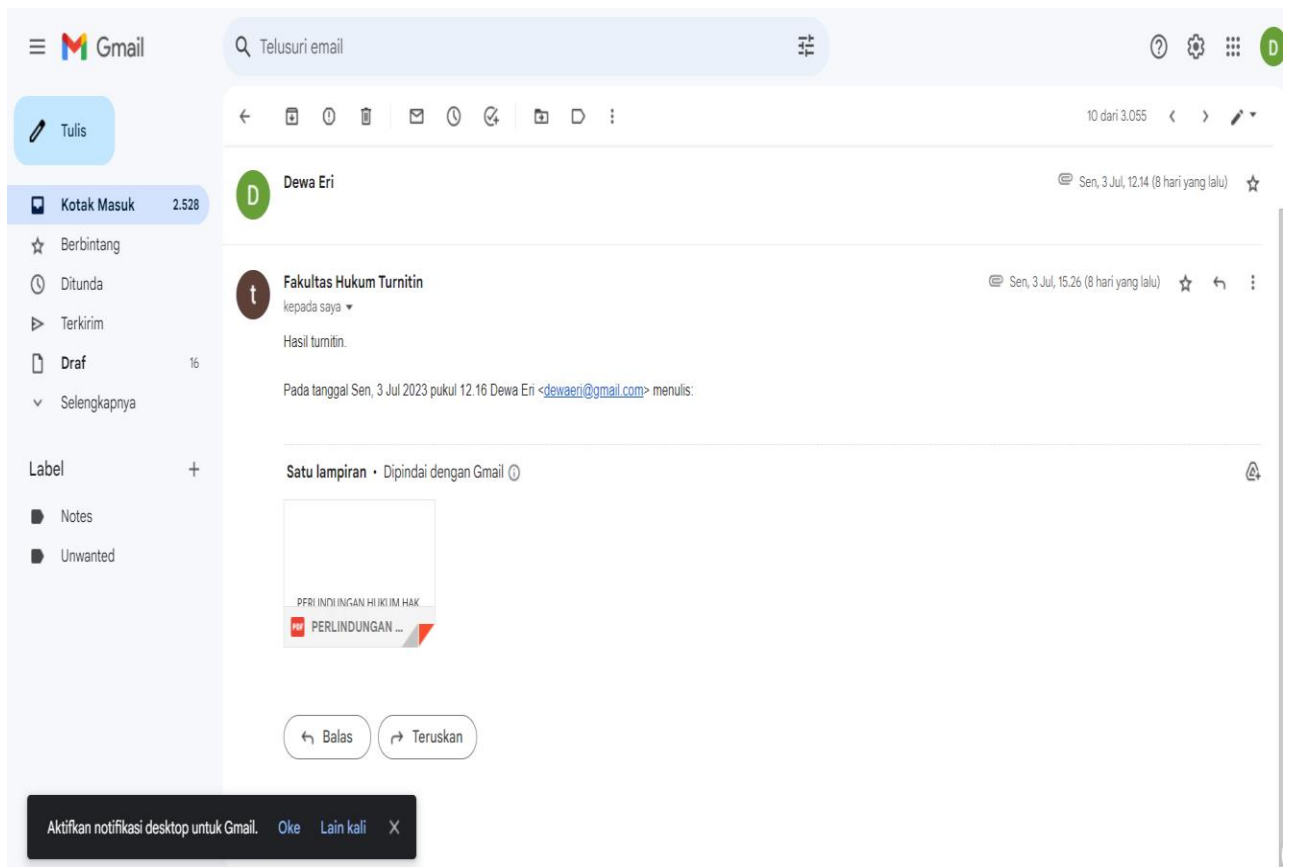 Gmail
Telusuri email
D
Tulis
10 dari 3.055
Kotak Masuk 2.528
Berbintang
Ditunda
Terkirim
Draf 16
Selengkapnya
Label +
Notes
Unwanted
D
Dewa Eri
Sen, 3 Jul, 12.14 (8 hari yang lalu)
t
Fakultas Hukum Turnitin
Sen, 3 Jul, 15.26 (8 hari yang lalu)
kepada saya
Hasil turnitin.
Pada tanggal Sen, 3 Jul 2023 pukul 12.16 Dewa Eri <dewaeri@gmail.com> menulis:
Satu lampiran • Dipindai dengan Gmail
PERLINDUNGAN HUKUM HAK
PDF PERLINDUNGAN ...
Balas
Teruskan
Aktifkan notifikasi desktop untuk Gmail. Oke Lain kali X